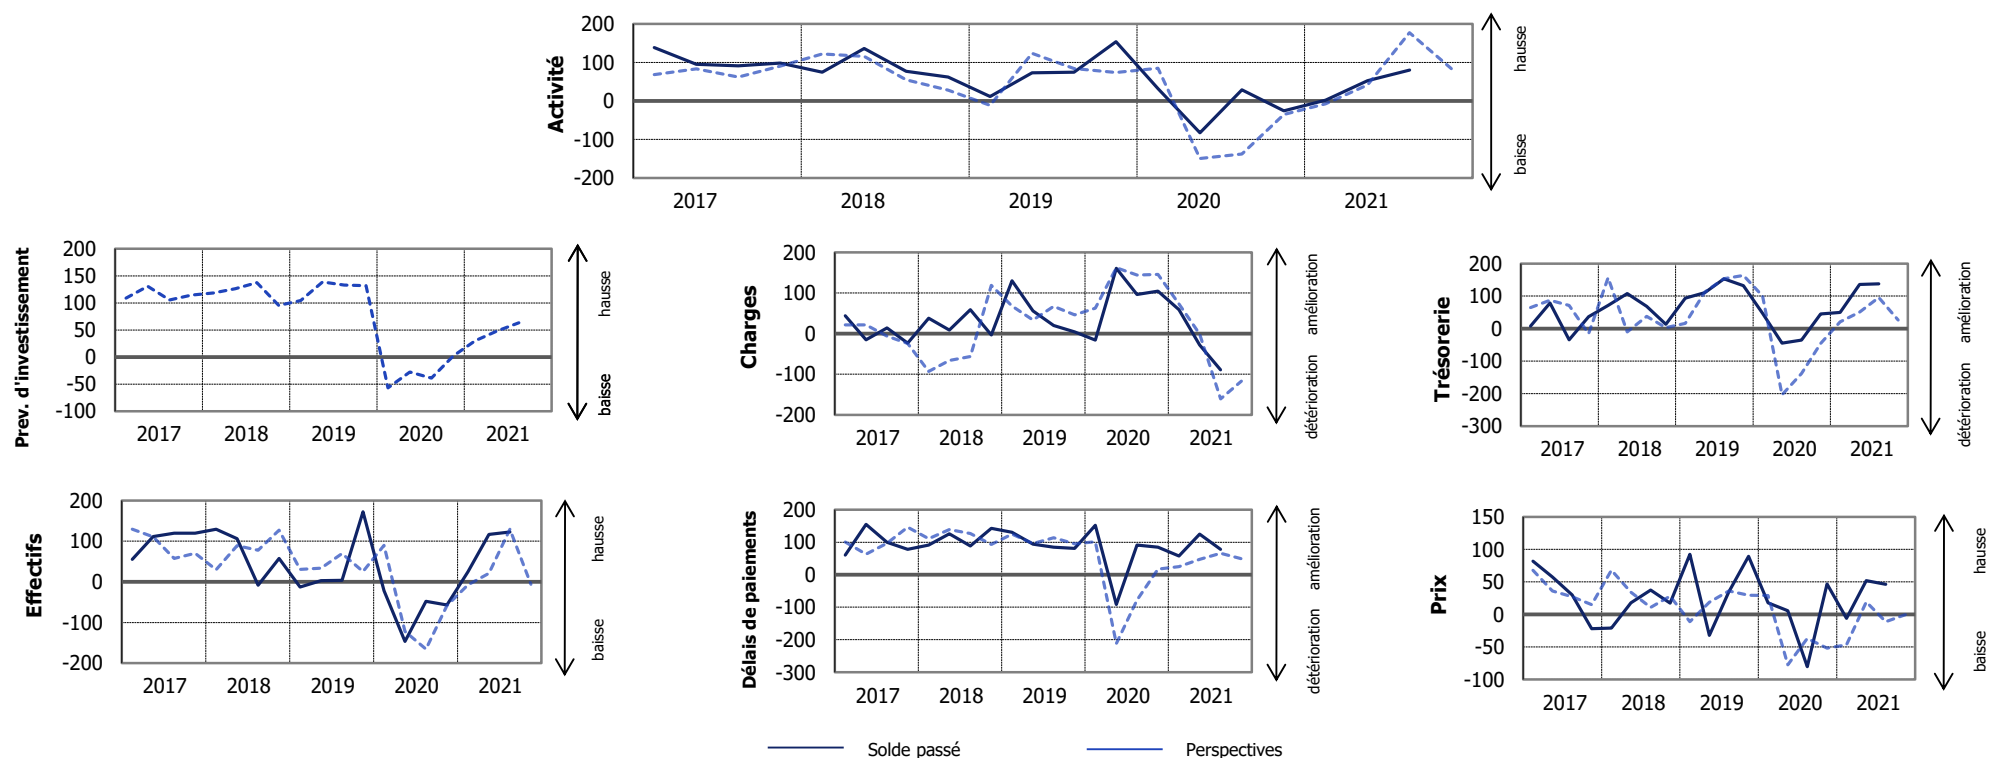 Activité
200
100
0
-100
-200
2017 2018 2019 2020 2021
hausse
baisse
Prev. d'investissement
200
150
100
50
0
-50
-100
2017 2018 2019 2020 2021
hausse
baisse
Charges
200
100
0
-100
-200
2017 2018 2019 2020 2021
amélioration
détérioration
Trésorerie
200
100
0
-100
-200
-300
2017 2018 2019 2020 2021
amélioration
détérioration
Effectifs
200
100
0
-100
-200
2017 2018 2019 2020 2021
hausse
baisse
Délais de paiements
200
100
0
-100
-200
-300
2017 2018 2019 2020 2021
amélioration
détérioration
Prix
150
100
50
0
-50
-100
2017 2018 2019 2020 2021
hausse
baisse
Solde passé Perspectives